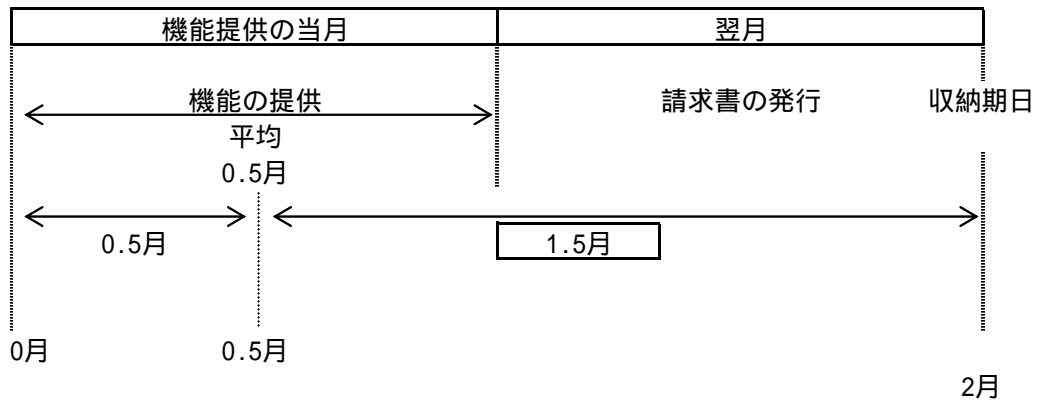 機能提供の当月 翌月
機能の提供 請求書の発行 収納期日
平均
0.5月
0.5月 1.5月
0月 0.5月
2月